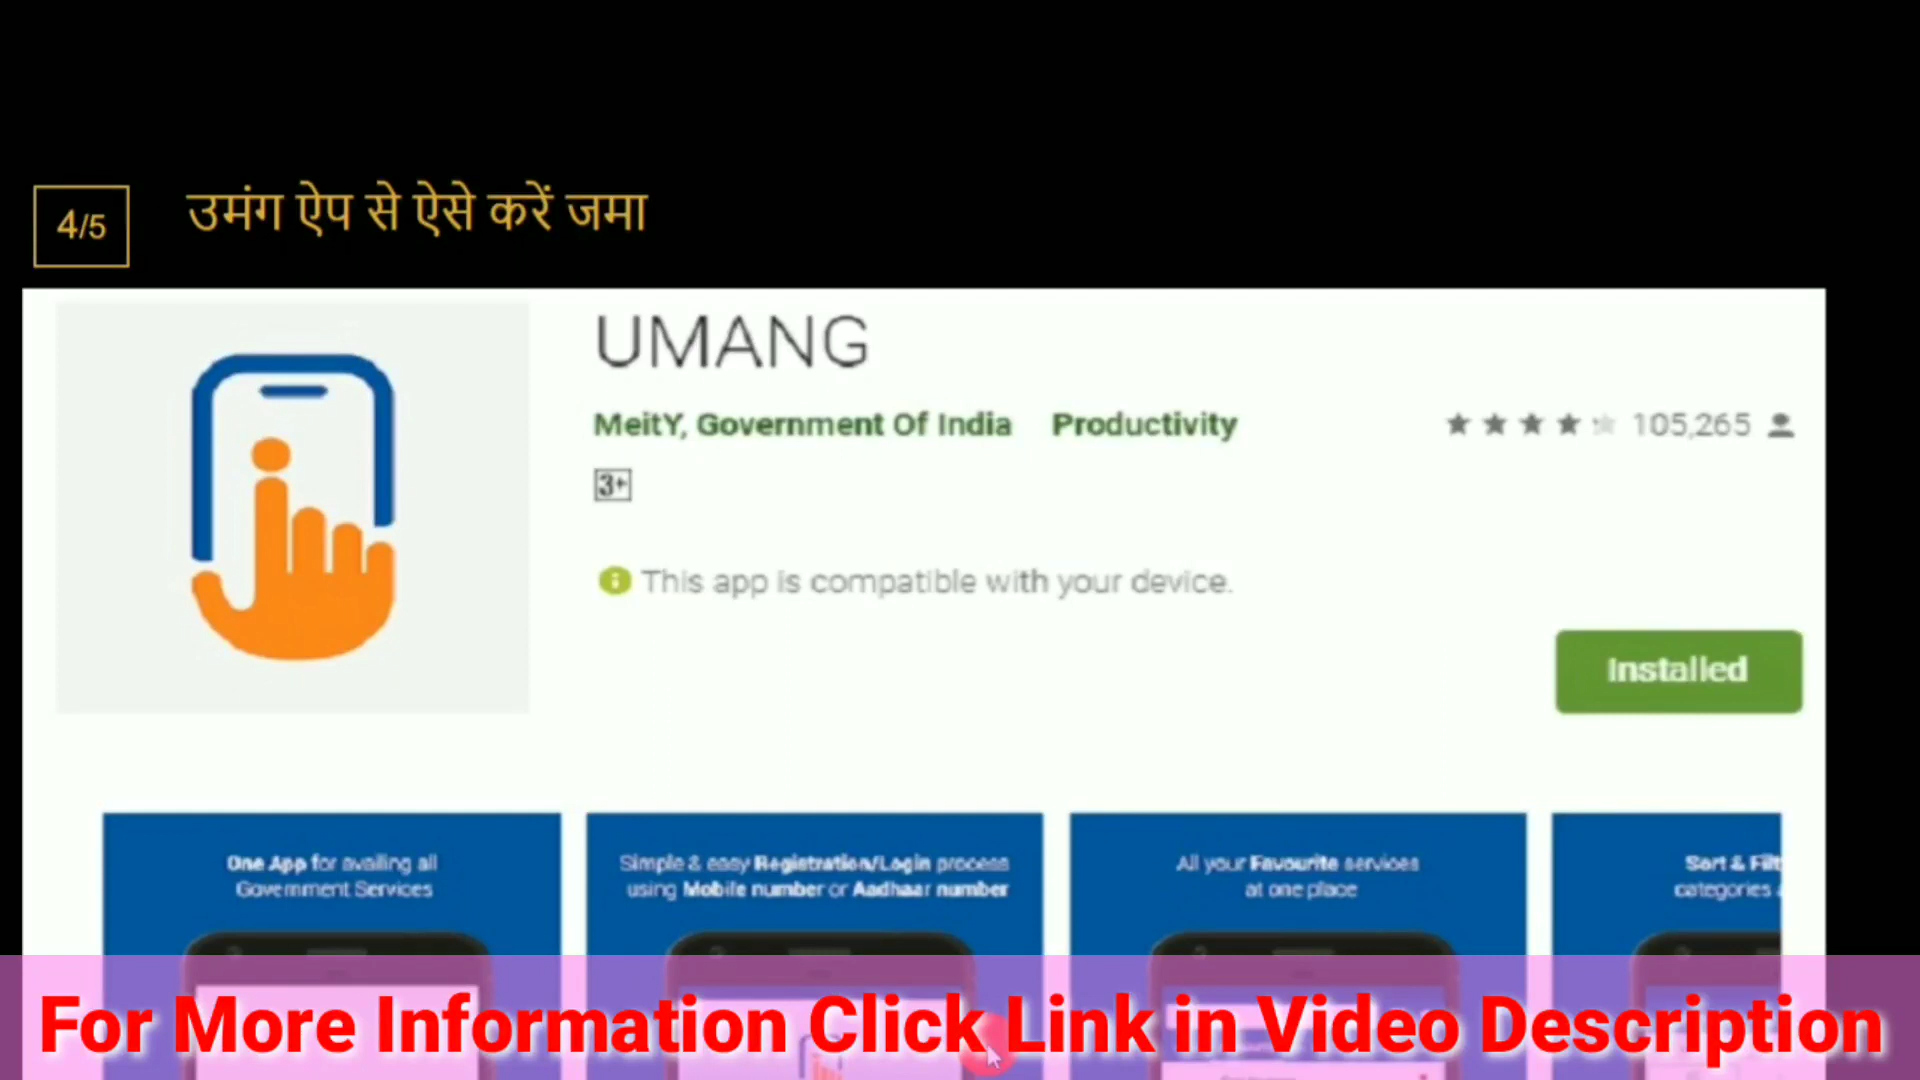 4/5
उमंग ऐप से ऐसे करें जमा
UMANG
MeitY, Government Of India Productivity 105,265
3+
This app is compatible with your device.
Installed
One App for availing all
Government Services
Simple & easy Registration/Login process
using Mobile number or Aadhaar number
All your Favourite services
at one place
Sort & Filt
categories
For More Information Click Link in Video Description